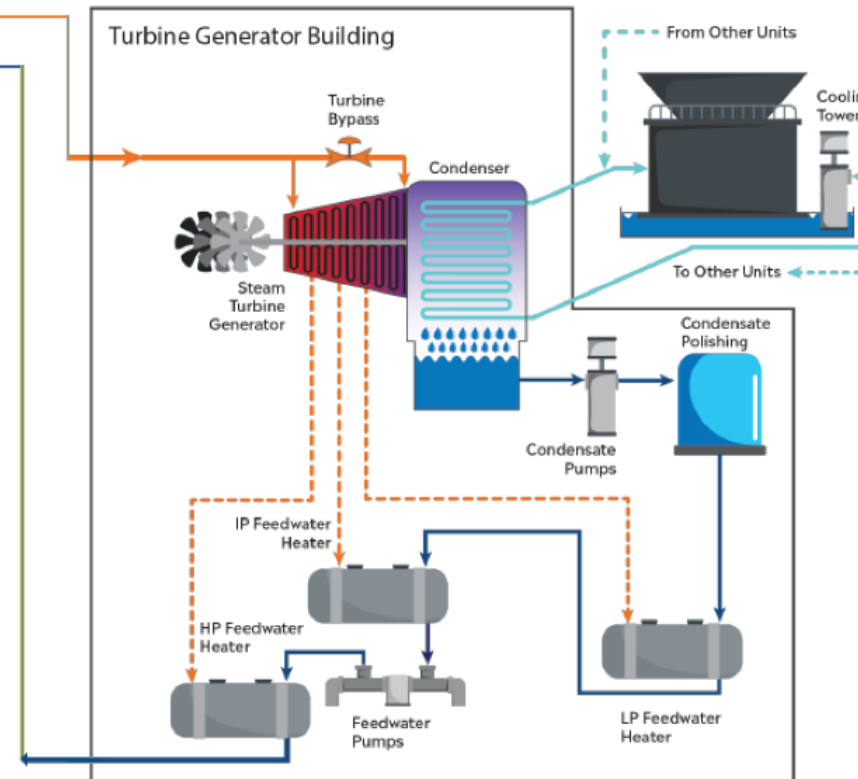 Turbine Generator Building
From Other Units
Turbine
Bypass
Tower
Condenser
To Other Units
Steam
Turbine
Generator
Condensate
Polishing
Condensate
Pumps
IP Feedwater
Heater
HP Feedwater
Heater
Feedwater
Pumps
LP Feedwater
Heater